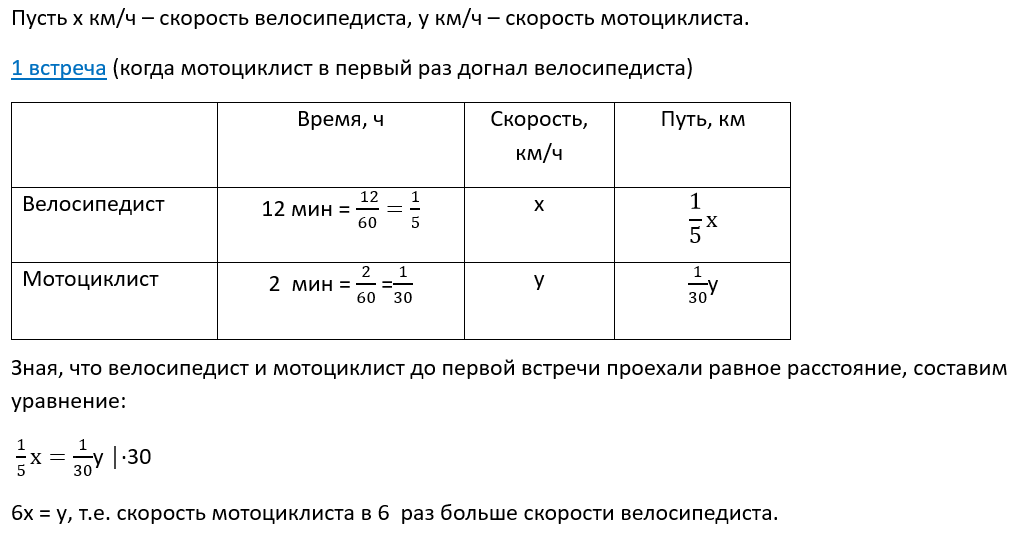 Пусть х км/ч – скорость велосипедиста, у км/ч – скорость мотоциклиста.
1 встреча (когда мотоциклист в первый раз догнал велосипедиста)
Время, ч
Скорость, км/ч
Путь, км
Велосипедист
12 мин = 12/60 = 1/5
х
1/5 х
Мотоциклист
2 мин = 2/60 = 1/30
у
1/30 у
Зная, что велосипедист и мотоциклист до первой встречи проехали равное расстояние, составим
уравнение:
1/5 х = 1/30 у |·30
6х = у, т.е. скорость мотоциклиста в 6 раз больше скорости велосипедиста.